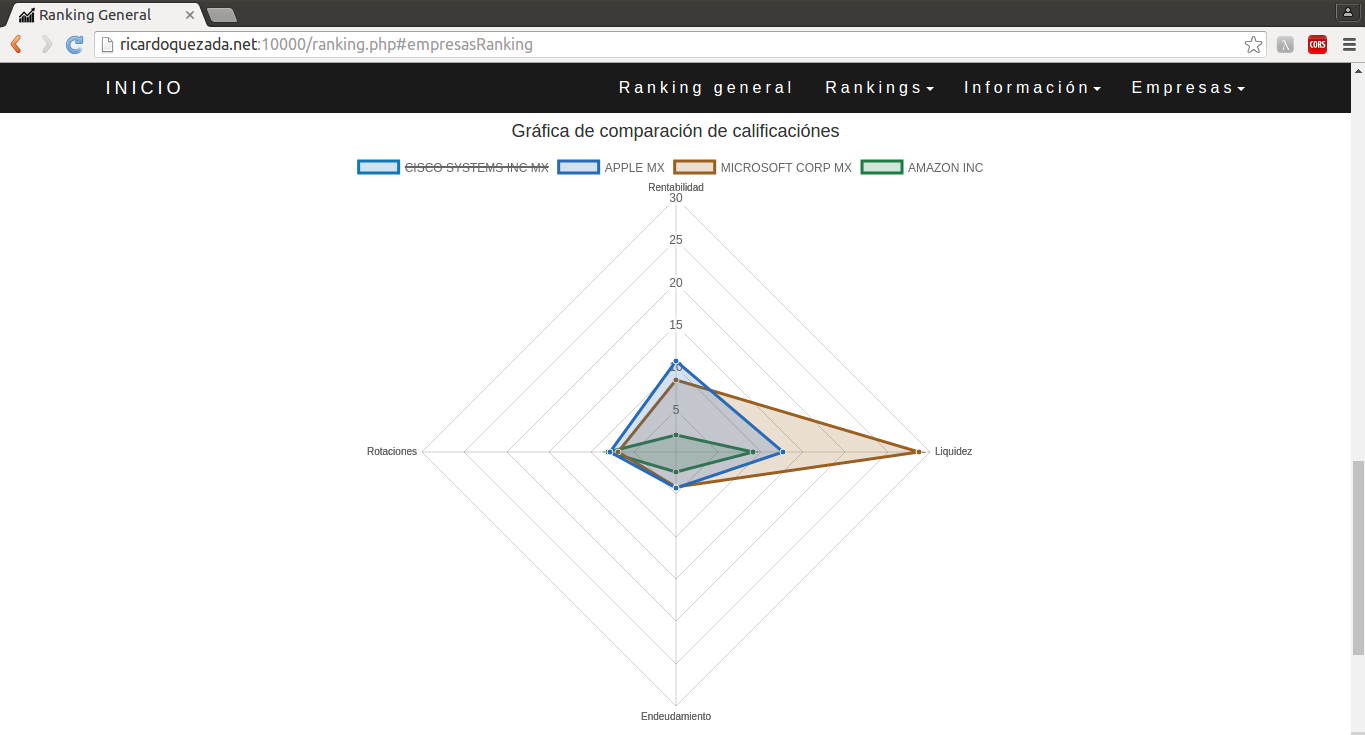 Ranking General
ricardoquezada.net:10000/ranking.php#empresasRanking
CORS
INICIO Ranking general Rankings Información Empresas
Gráfica de comparación de calificaciónes
CISCO SYSTEMS INC MX APPLE MX MICROSOFT CORP MX AMAZON INC
Rentabilidad
30
25
20
15
10
5
Rotaciones Liquidez
Endeudamiento